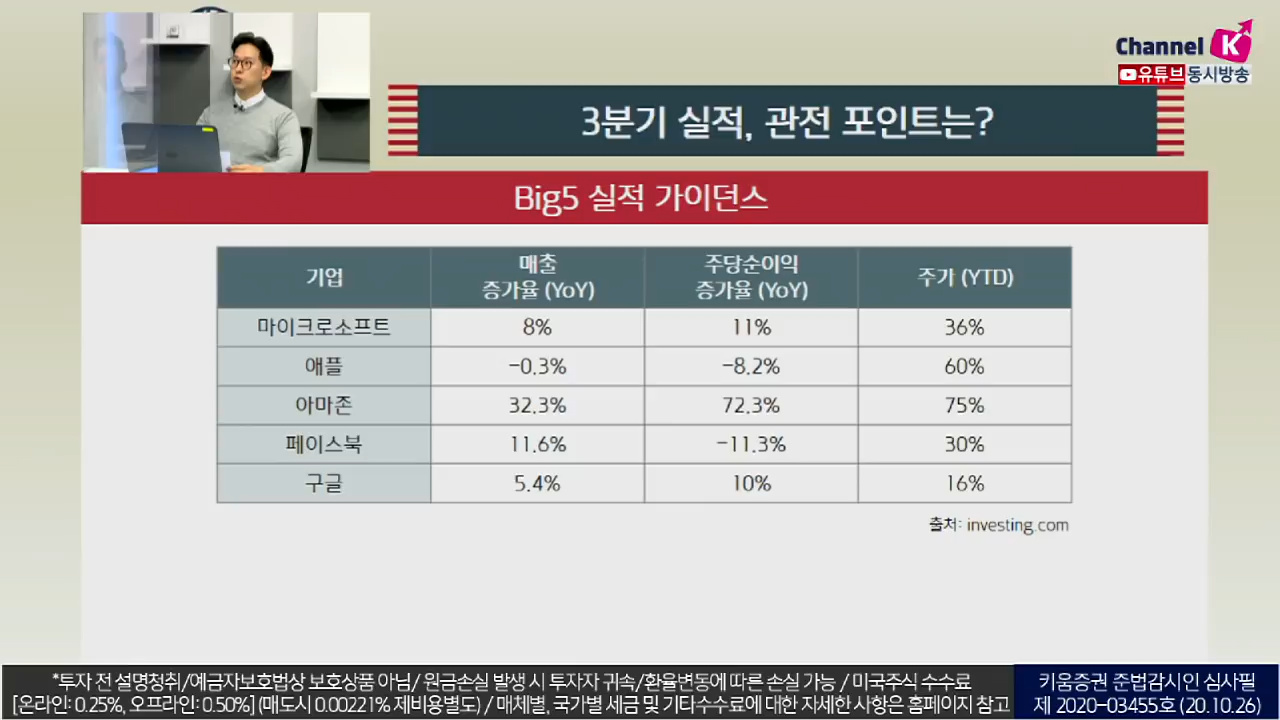 Channel K
유튜브 동시방송
3분기 실적, 관전 포인트는?
Big5 실적 가이던스
기업 매출 증가율 (YoY) 주당순이익 증가율 (YoY) 주가 (YTD)
마이크로소프트 8% 11% 36%
애플 -0.3% -8.2% 60%
아마존 32.3% 72.3% 75%
페이스북 11.6% -11.3% 30%
구글 5.4% 10% 16%
출처: investing.com
*투자 전 설명청취/예금자보호법상 보호상품 아님/ 원금손실 발생 시 투자자 귀속/환율변동에 따른 손실 가능 / 미국주식 수수료
[온라인: 0.25%, 오프라인: 0.50%] (매도시 0.00221% 제비용별도) / 매체별, 국가별 세금 및 기타수수료에 대한 자세한 사항은 홈페이지 참고
키움증권 준법감시인 심사필
제 2020-03455호 (20.10.26)